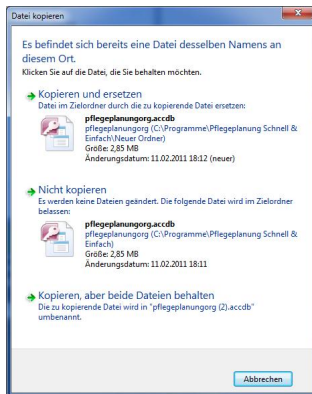 Datei kopieren
Es befindet sich bereits eine Datei desselben Namens an
diesem Ort.
Klicken Sie auf die Datei, die Sie behalten möchten.
Kopieren und ersetzen
Datei im Zielordner durch die zu kopierende Datei ersetzen:
pflegeplanungorg.accdb
pflegeplanungorg (C:\Programme\Pflegeplanung Schnell &
Einfach\Neuer Ordner)
Größe: 2,85 MB
Änderungsdatum: 11.02.2011 18:12 (neuer)
Nicht kopieren
Es werden keine Dateien geändert. Die folgende Datei wird im Zielordner
belassen:
pflegeplanungorg.accdb
pflegeplanungorg (C:\Programme\Pflegeplanung Schnell &
Einfach)
Größe: 2,85 MB
Änderungsdatum: 11.02.2011 18:11
Kopieren, aber beide Dateien behalten
Die zu kopierende Datei wird in "pflegeplanungorg (2).accdb"
umbenannt.
Abbrechen